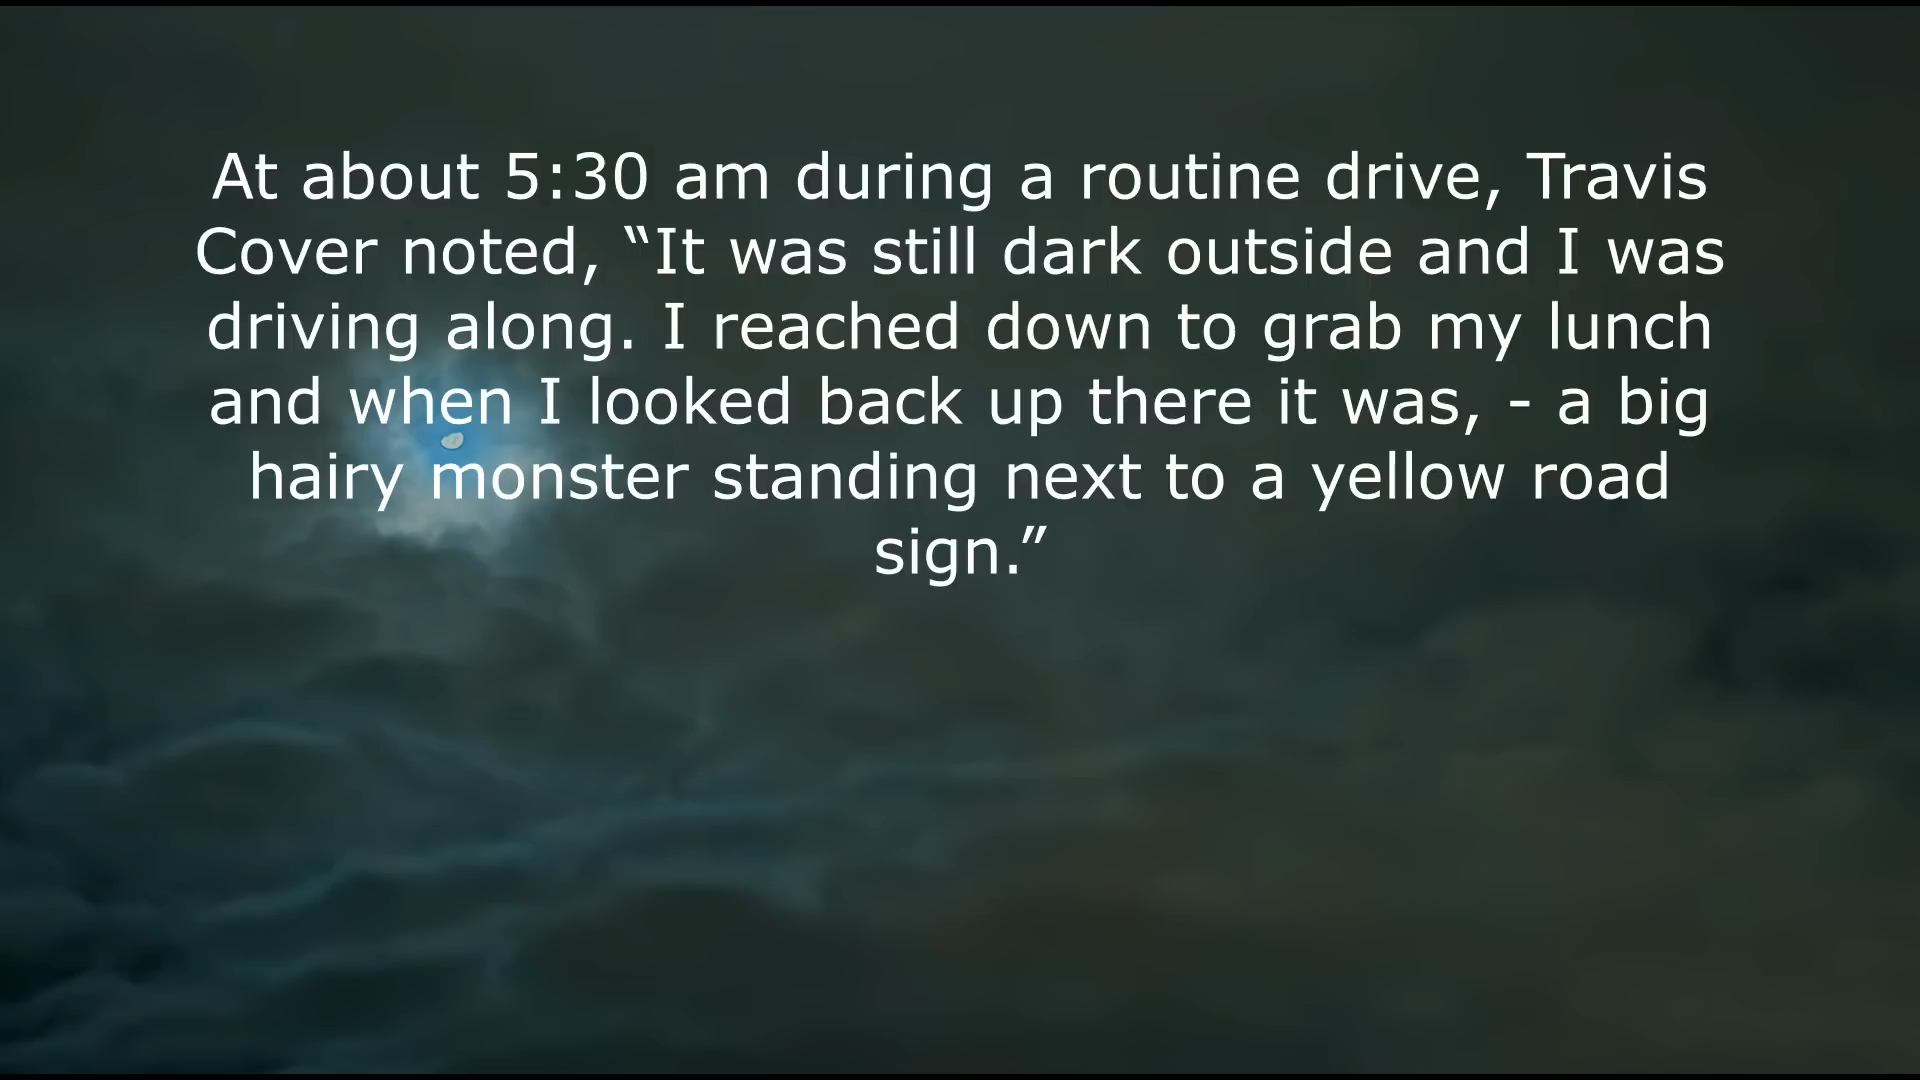 At about 5:30 am during a routine drive, Travis
Cover noted, “It was still dark outside and I was
driving along. I reached down to grab my lunch
and when I looked back up there it was, - a big
hairy monster standing next to a yellow road
sign.”